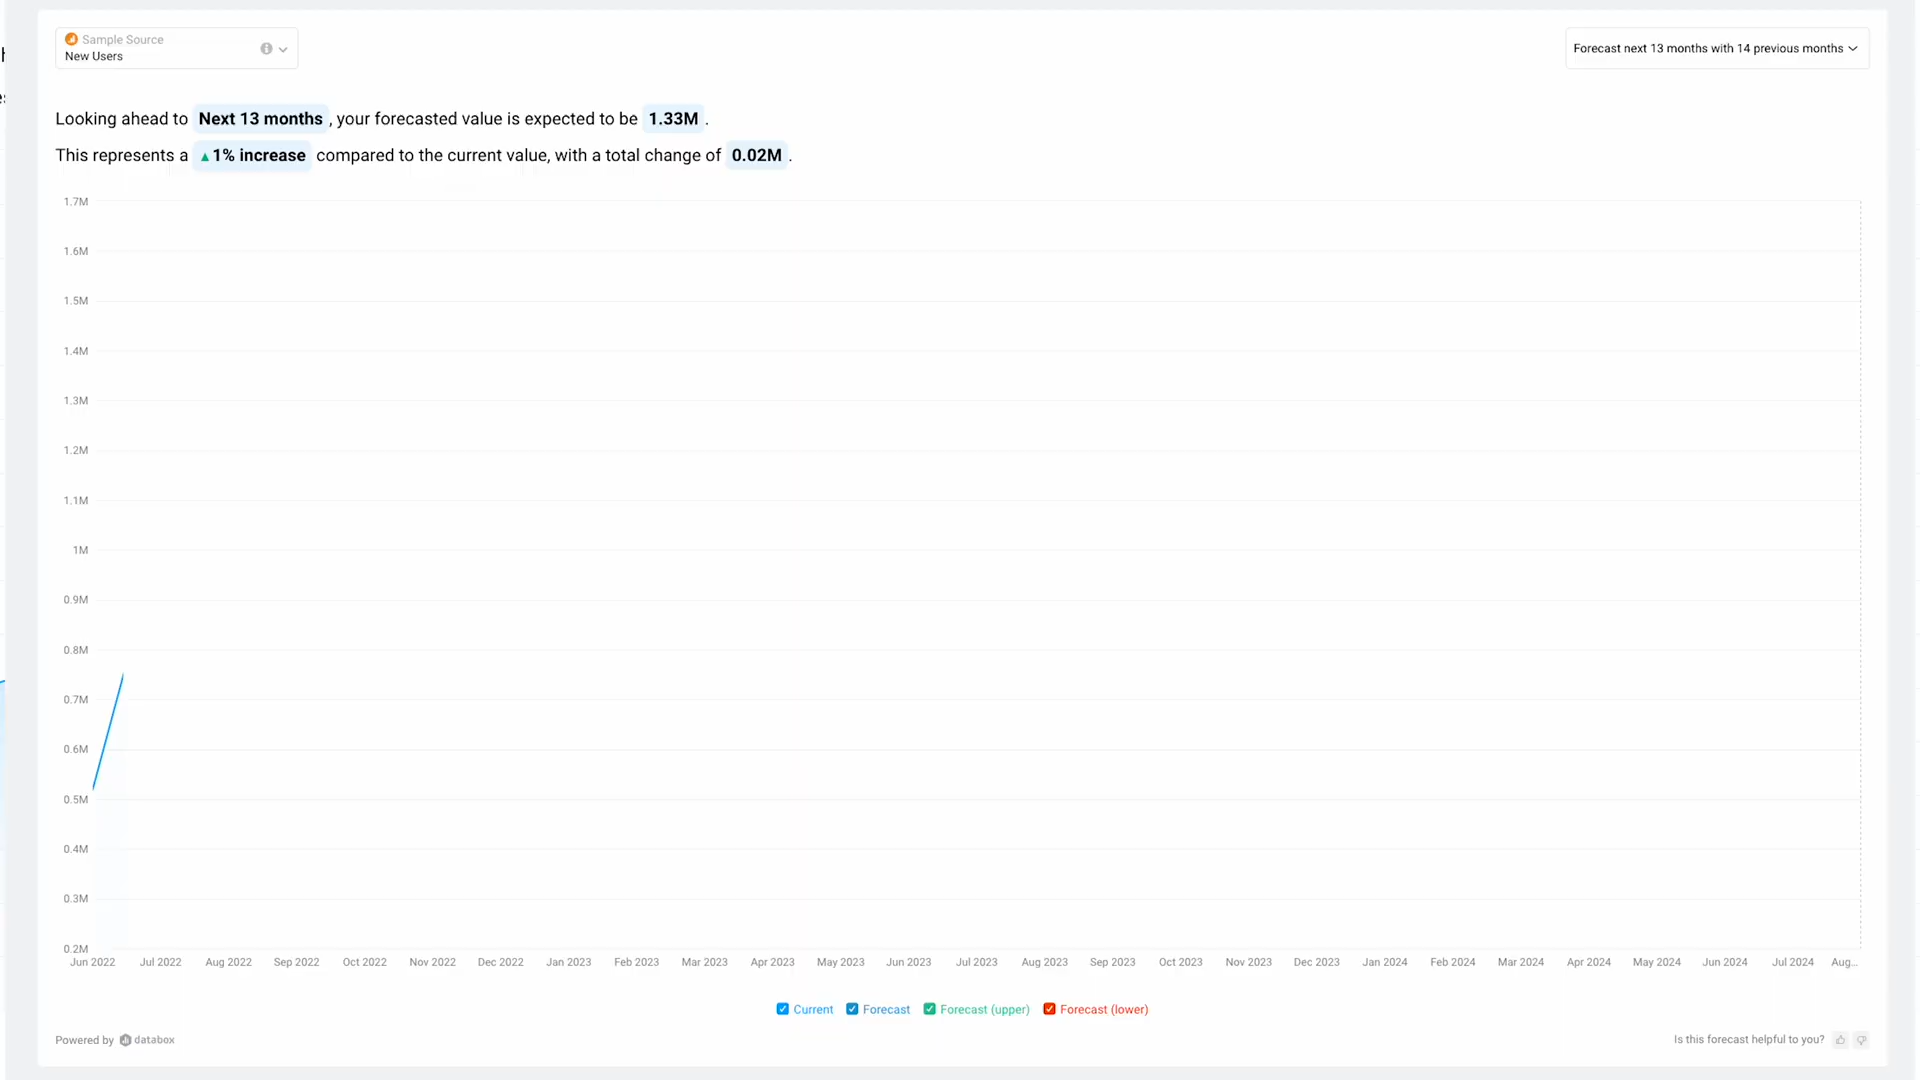 Sample Source
New Users
Forecast next 13 months with 14 previous months
Looking ahead to Next 13 months, your forecasted value is expected to be 1.33M.
This represents a ▲1% increase compared to the current value, with a total change of 0.02M.
1.7M
1.6M
1.5M
1.4M
1.3M
1.2M
1.1M
1M
0.9M
0.8M
0.7M
0.6M
0.5M
0.4M
0.3M
0.2M
Jun 2022 Jul 2022 Aug 2022 Sep 2022 Oct 2022 Nov 2022 Dec 2022 Jan 2023 Feb 2023 Mar 2023 Apr 2023 May 2023 Jun 2023 Jul 2023 Aug 2023 Sep 2023 Oct 2023 Nov 2023 Dec 2023 Jan 2024 Feb 2024 Mar 2024 Apr 2024 May 2024 Jun 2024 Jul 2024 Aug...
Current Forecast Forecast (upper) Forecast (lower)
Powered by databox
Is this forecast helpful to you?